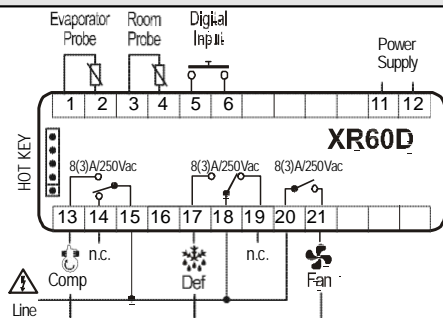 Evaporator Probe
Room Probe
Digital Input
Power Supply
1 2 3 4 5 6 11 12
XR60D
HOT KEY
8(3)A/250Vac 8(3)A/250Vac 8(3)A/250Vac
13 14 15 16 17 18 19 20 21
n.c. n.c.
Comp Def Fan
Line